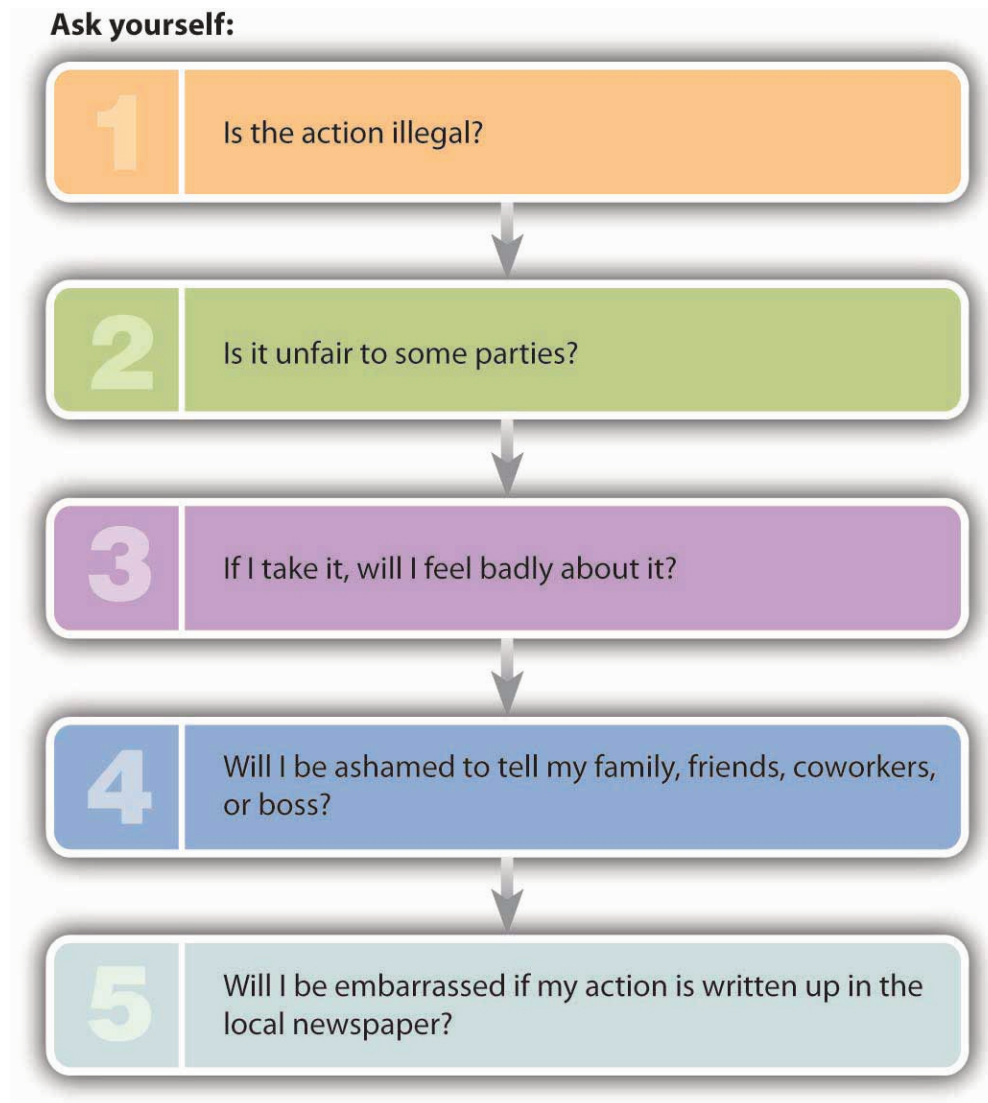 Ask yourself:
1
Is the action illegal?
2
Is it unfair to some parties?
3
If I take it, will I feel badly about it?
4
Will I be ashamed to tell my family, friends, coworkers,
or boss?
5
Will I be embarrassed if my action is written up in the
local newspaper?